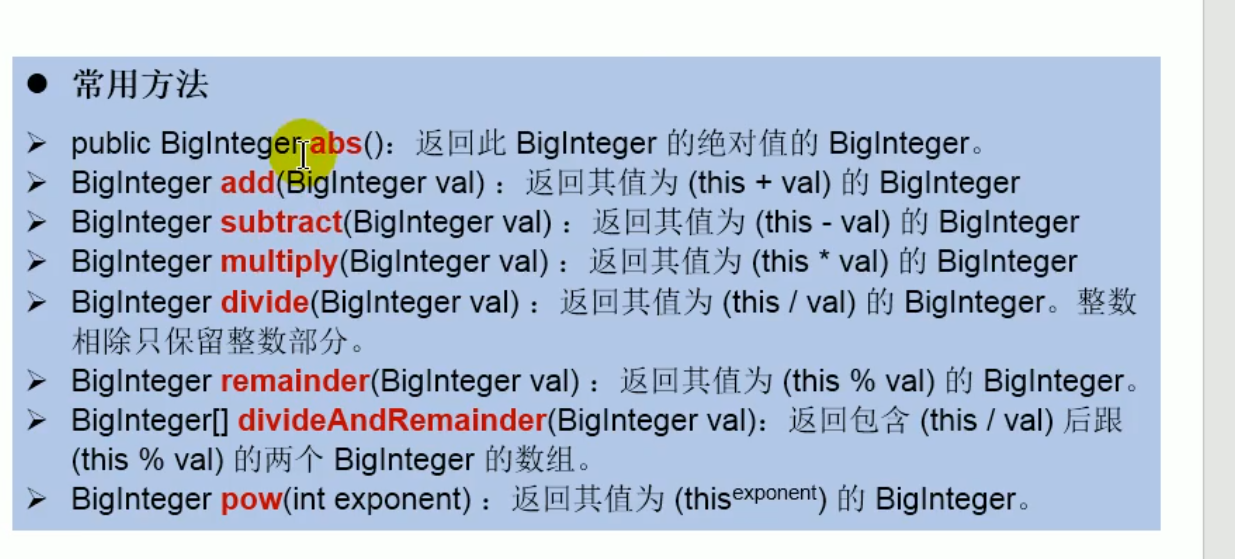 ● 常用方法
➢ public BigInteger abs()：返回此 BigInteger 的绝对值的 BigInteger。
➢ BigInteger add(BigInteger val) ：返回其值为 (this + val) 的 BigInteger
➢ BigInteger subtract(BigInteger val) ：返回其值为 (this - val) 的 BigInteger
➢ BigInteger multiply(BigInteger val) ：返回其值为 (this * val) 的 BigInteger
➢ BigInteger divide(BigInteger val) ：返回其值为 (this / val) 的 BigInteger。整数
相除只保留整数部分。
➢ BigInteger remainder(BigInteger val) ：返回其值为 (this % val) 的 BigInteger。
➢ BigInteger[] divideAndRemainder(BigInteger val)：返回包含 (this / val) 后跟
(this % val) 的两个 BigInteger 的数组。
➢ BigInteger pow(int exponent) ：返回其值为 (thisexponent) 的 BigInteger。